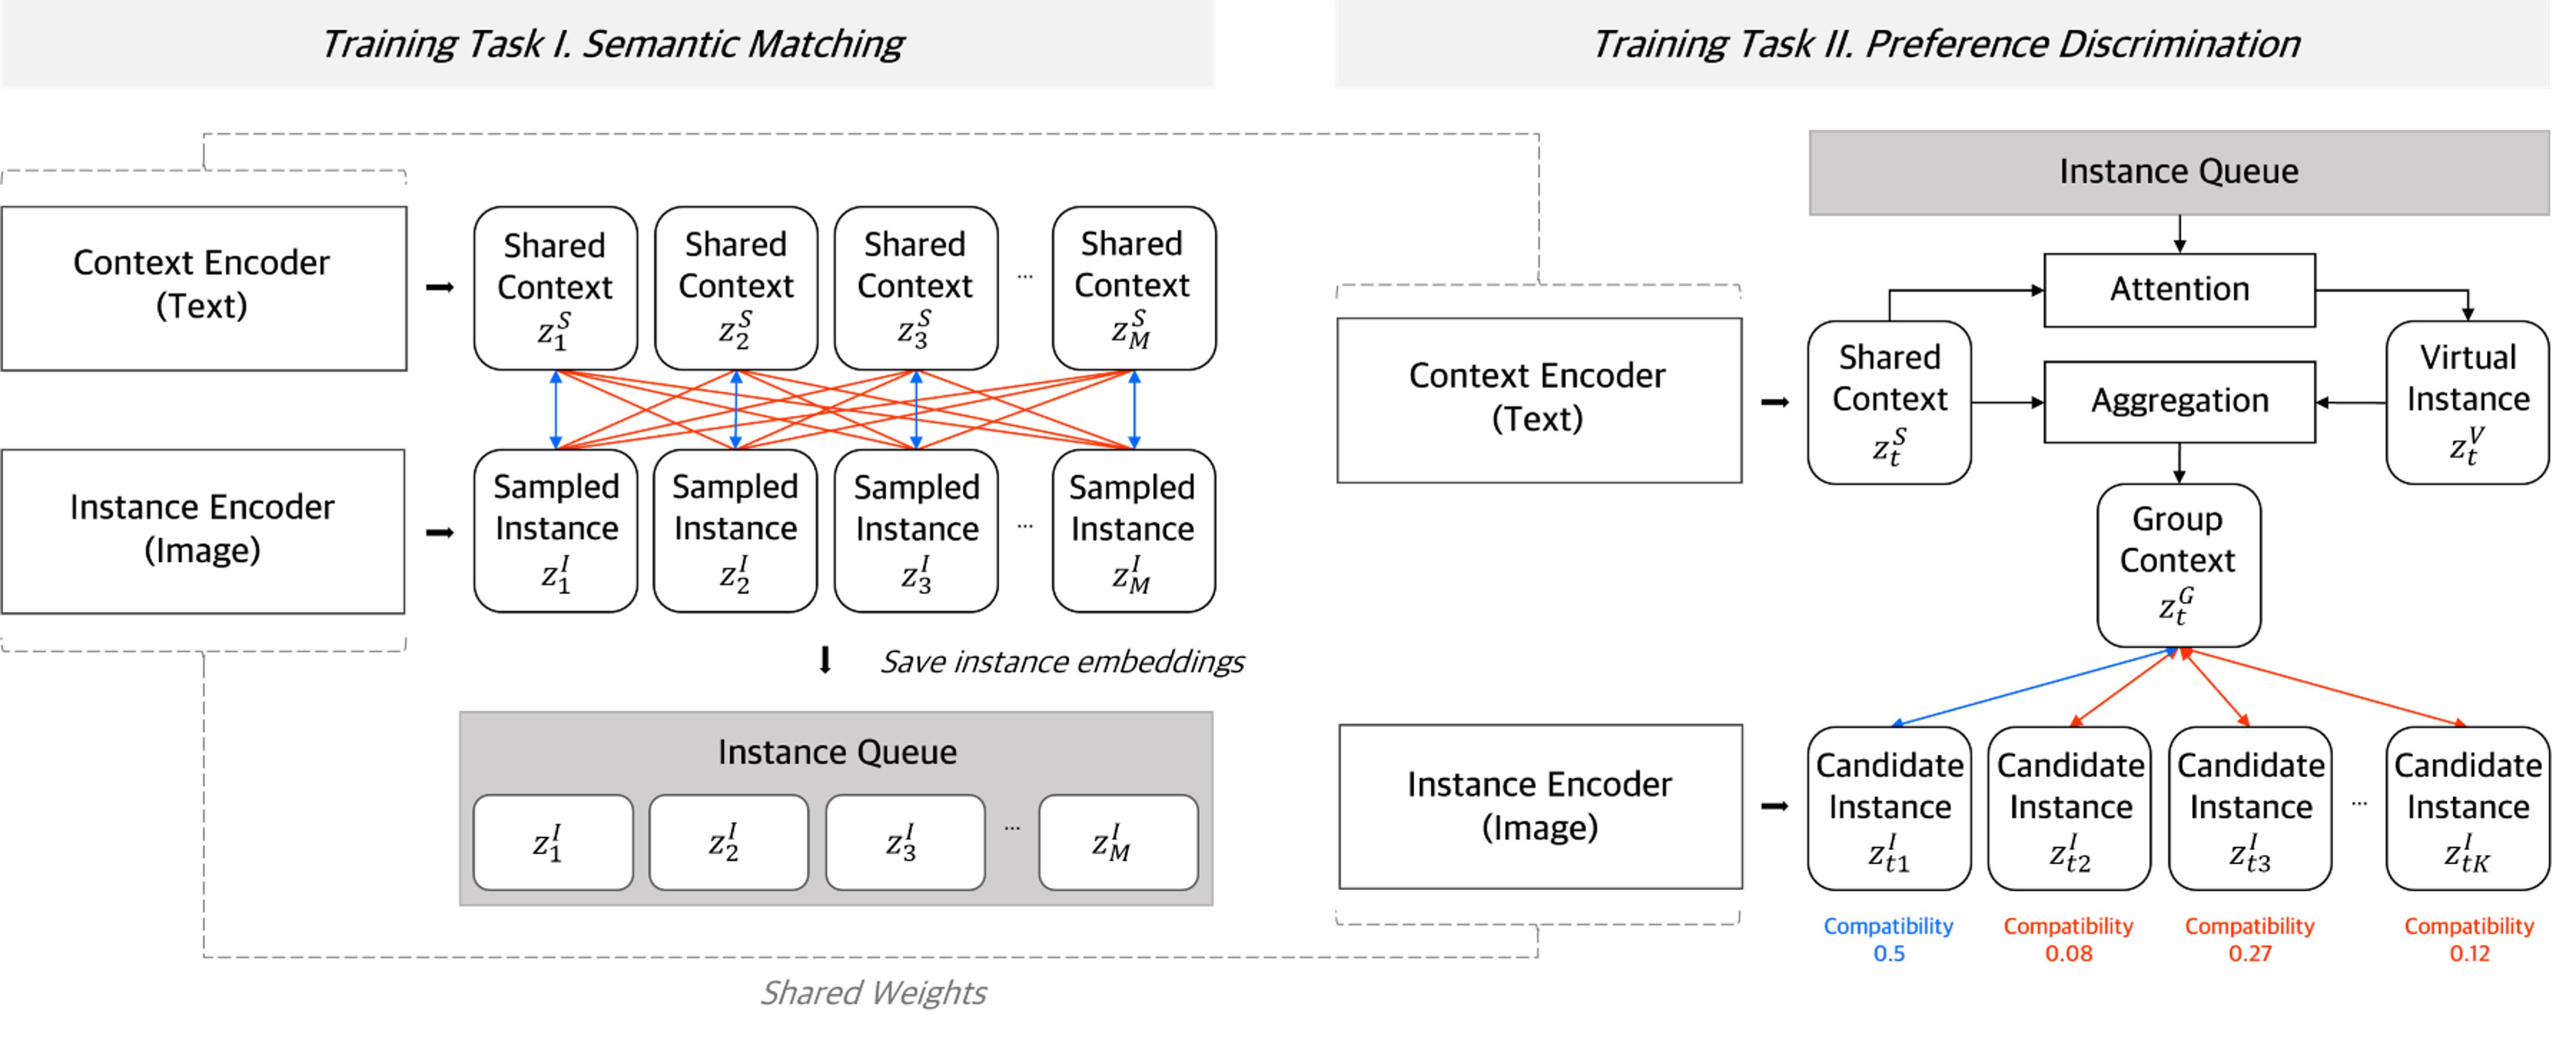 Training Task I. Semantic Matching
Training Task II. Preference Discrimination
Context Encoder
(Text)
Shared
Context
z_1^S
Shared
Context
z_2^S
Shared
Context
z_3^S
...
Shared
Context
z_M^S
Instance Encoder
(Image)
Sampled
Instance
z_1^I
Sampled
Instance
z_2^I
Sampled
Instance
z_3^I
...
Sampled
Instance
z_M^I
Save instance embeddings
Instance Queue
z_1^I
z_2^I
z_3^I
...
z_M^I
Shared Weights
Instance Queue
Attention
Context Encoder
(Text)
Shared
Context
z_t^S
Aggregation
Virtual
Instance
z_t^V
Group
Context
z_t^G
Instance Encoder
(Image)
Candidate
Instance
z_{t1}^I
Candidate
Instance
z_{t2}^I
Candidate
Instance
z_{t3}^I
...
Candidate
Instance
z_{tK}^I
Compatibility
0.5
Compatibility
0.08
Compatibility
0.27
Compatibility
0.12